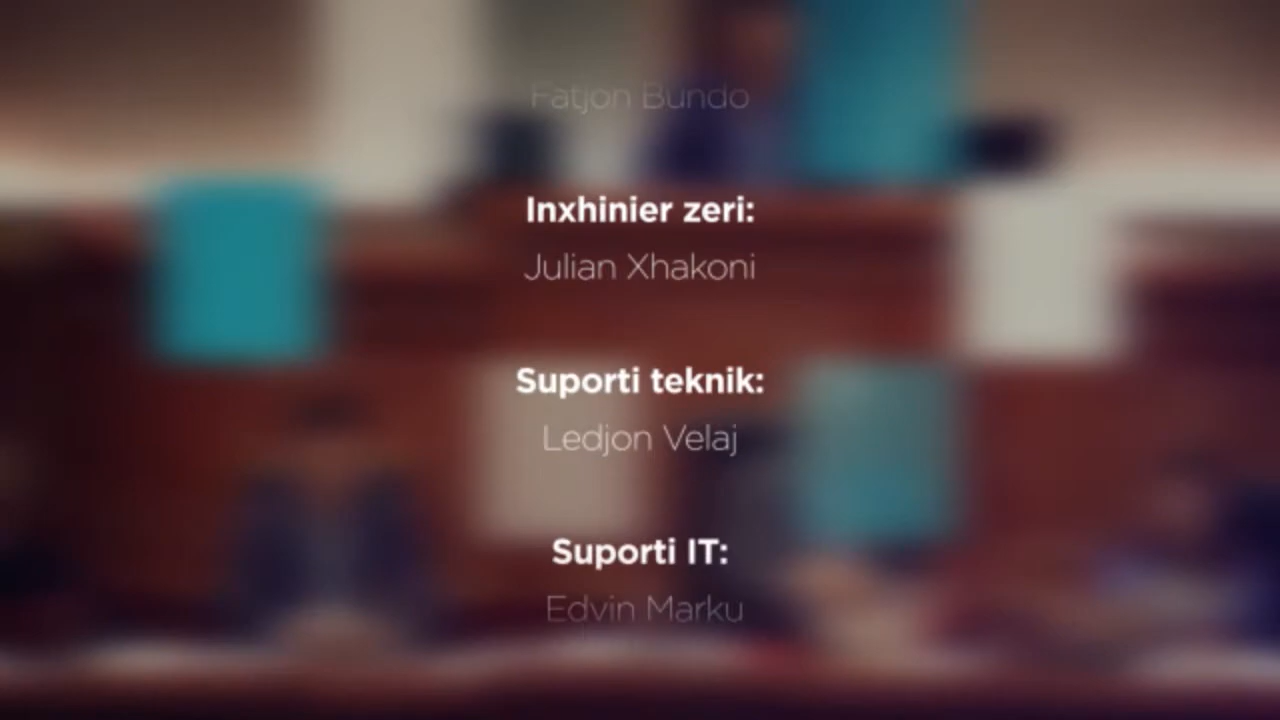 Fatjon Bundo
Inxhinier zeri:
Julian Xhakoni
Suporti teknik:
Ledjon Velaj
Suporti IT:
Edvin Marku